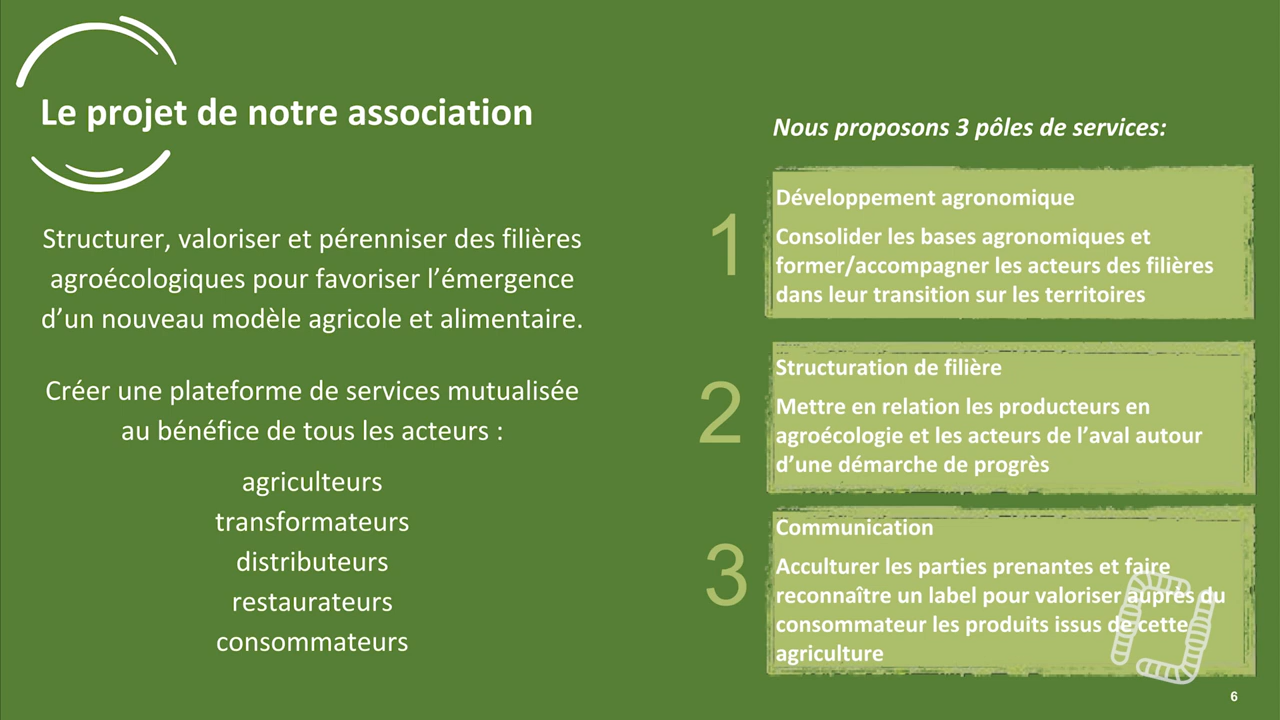 Le projet de notre association
Structurer, valoriser et pérenniser des filières
agroécologiques pour favoriser l’émergence
d’un nouveau modèle agricole et alimentaire.
Créer une plateforme de services mutualisée
au bénéfice de tous les acteurs :
agriculteurs
transformateurs
distributeurs
restaurateurs
consommateurs
Nous proposons 3 pôles de services:
1
Développement agronomique
Consolider les bases agronomiques et
former/accompagner les acteurs des filières
dans leur transition sur les territoires
2
Structuration de filière
Mettre en relation les producteurs en
agroécologie et les acteurs de l’aval autour
d’une démarche de progrès
3
Communication
Acculturer les parties prenantes et faire
reconnaître un label pour valoriser auprès du
consommateur les produits issus de cette
agriculture
6